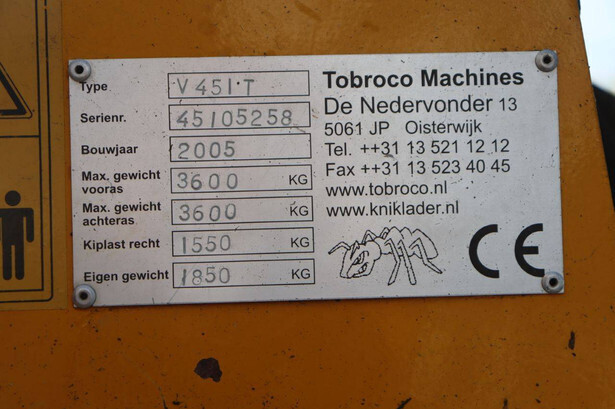 Type V451·T
Serienr. 45105258
Bouwjaar 2005
Max. gewicht
vooras 3600 KG
Max. gewicht
achteras 3600 KG
Kiplast recht 1550 KG
Eigen gewicht 1850 KG
Tobroco Machines
De Nedervonder 13
5061 JP Oisterwijk
Tel. ++31 13 521 12 12
Fax ++31 13 523 40 45
www.tobroco.nl
www.kniklader.nl
CE